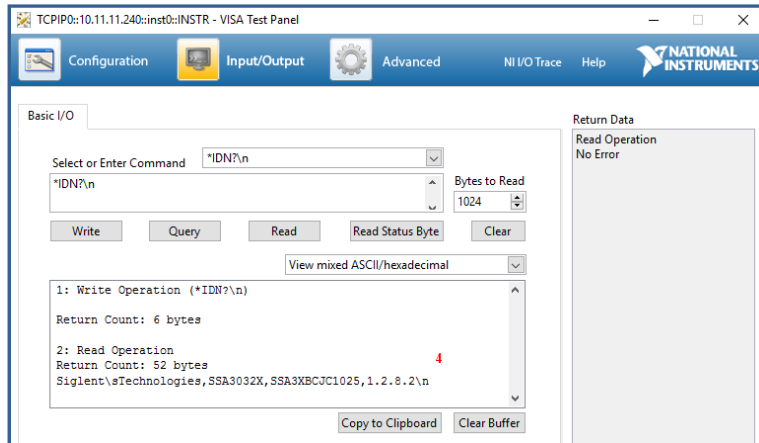 TCPIP0::10.11.11.240::inst0::INSTR - VISA Test Panel
Configuration Input/Output Advanced NI I/O Trace Help NATIONAL INSTRUMENTS
Basic I/O
Return Data
Read Operation
No Error
Select or Enter Command *IDN?\n
*IDN?\n
Bytes to Read
1024
Write Query Read Read Status Byte Clear
View mixed ASCII/hexadecimal
1: Write Operation (*IDN?\n)
Return Count: 6 bytes
2: Read Operation
4
Return Count: 52 bytes
Siglent\sTechnologies,SSA3032X,SSA3XBCJC1025,1.2.8.2\n
Copy to Clipboard Clear Buffer